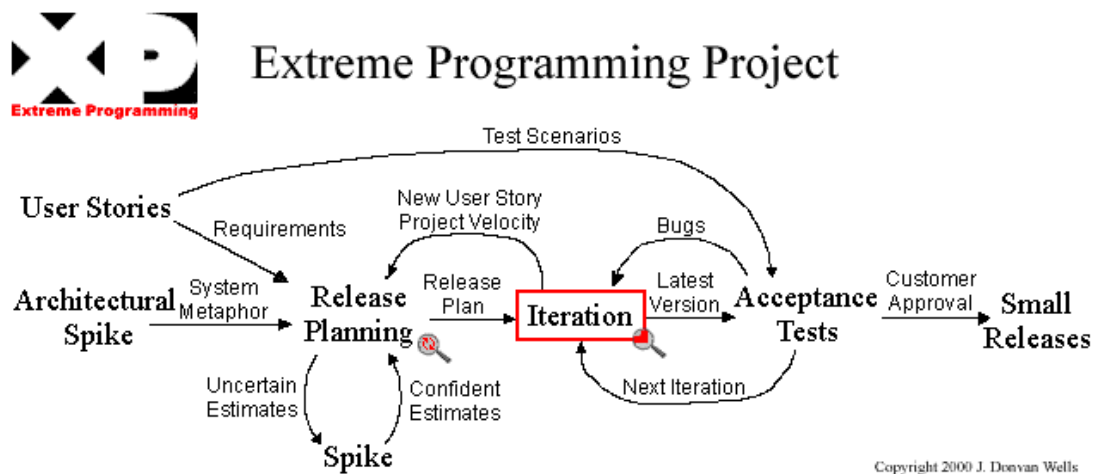 XP
Extreme Programming
Extreme Programming Project
Test Scenarios
User Stories
Requirements
New User Story
Project Velocity
Bugs
Architectural
Spike
System
Metaphor
Release
Planning
Release
Plan
Iteration
Latest
Version
Acceptance
Tests
Customer
Approval
Small
Releases
Uncertain
Estimates
Confident
Estimates
Next Iteration
Spike
Copyright 2000 J. Donvan Wells